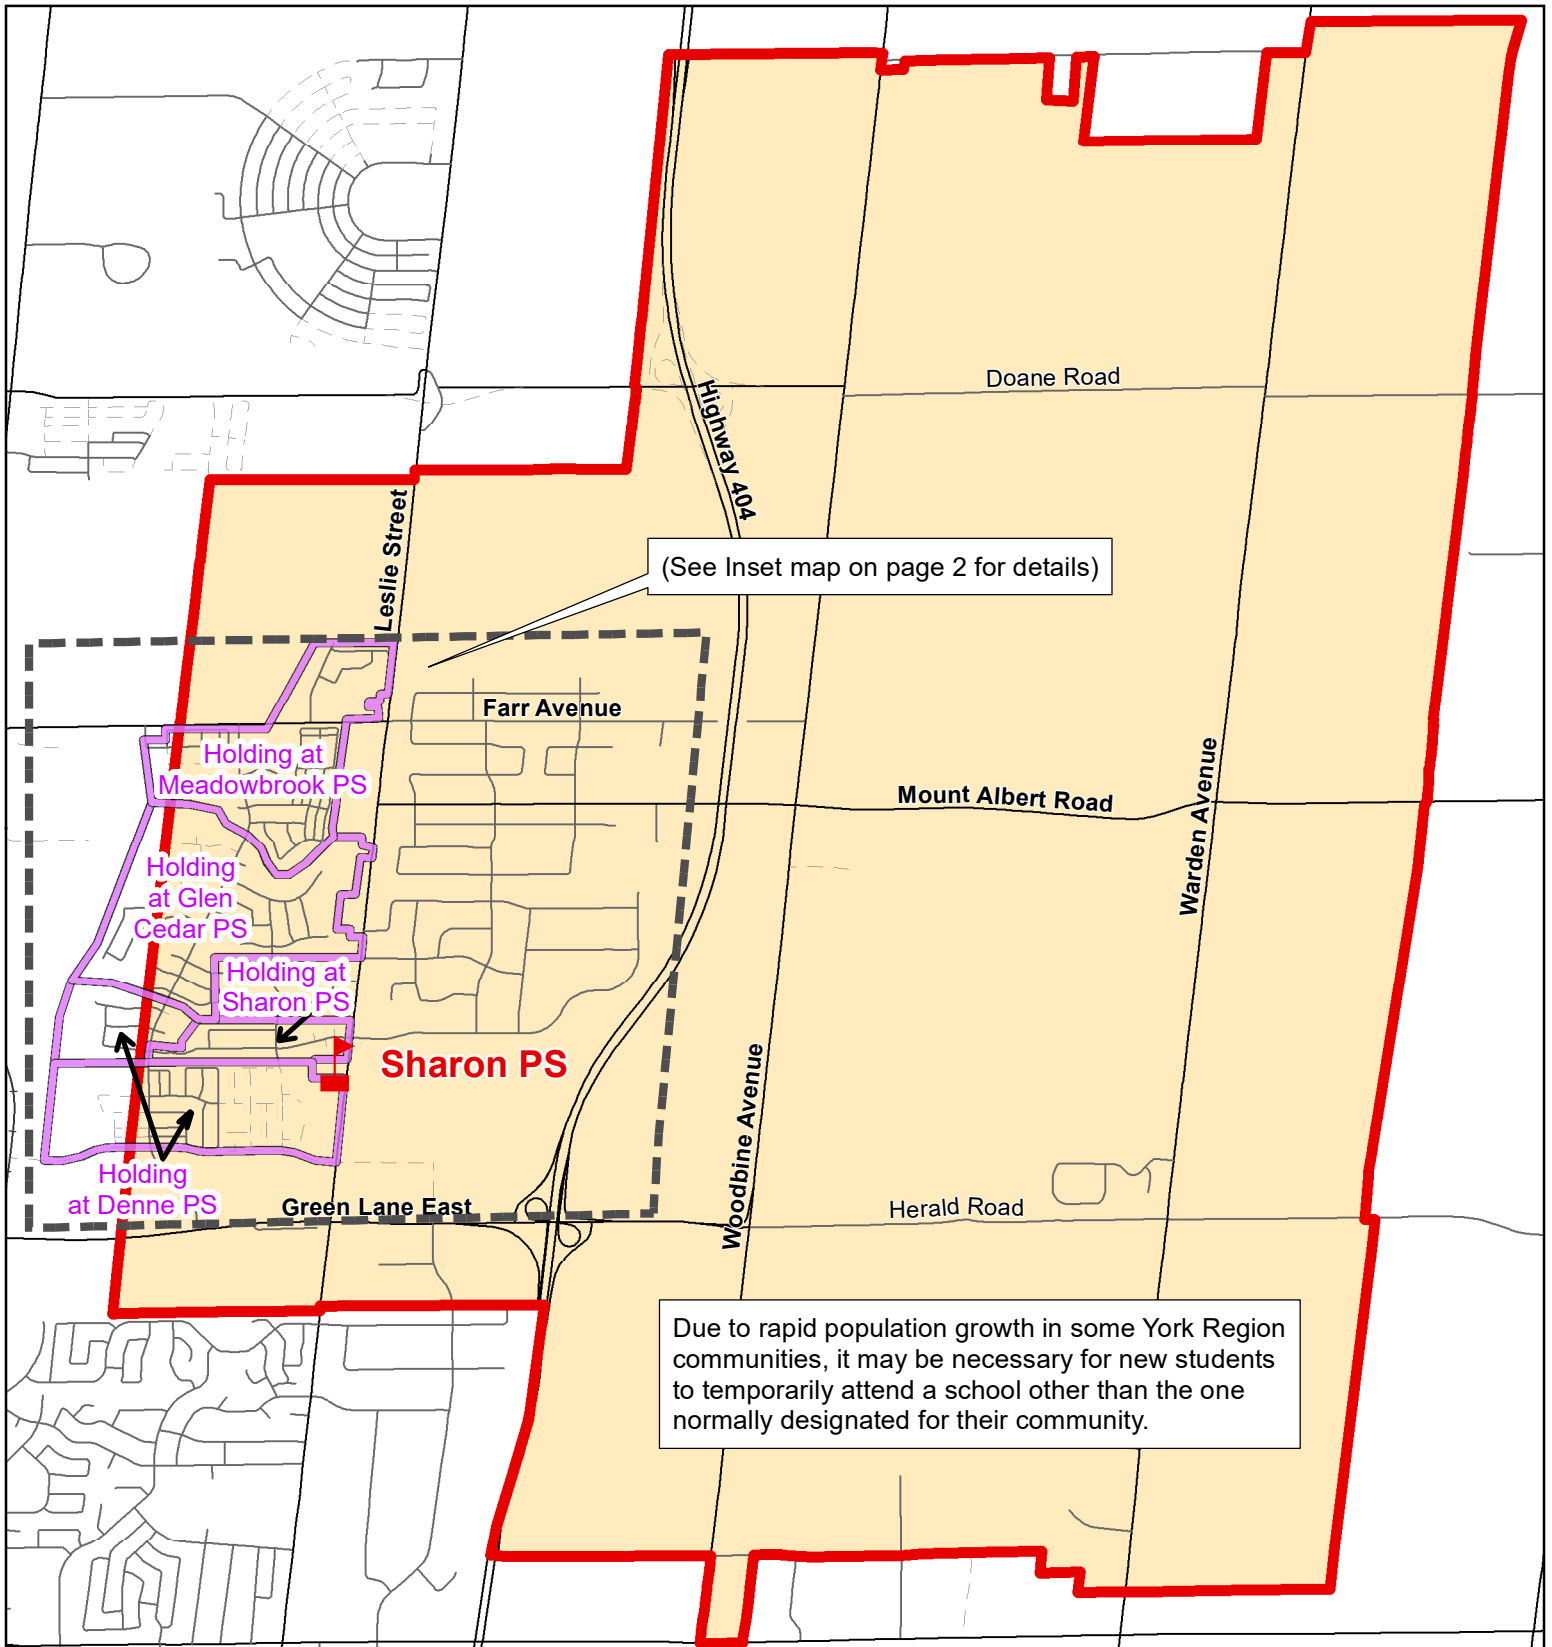 Doane Road
Highway 404
Leslie Street
(See Inset map on page 2 for details)
Farr Avenue
Holding at
Meadowbrook PS
Mount Albert Road
Warden Avenue
Holding
at Glen
Cedar PS
Holding at
Sharon PS
Sharon PS
Woodbine Avenue
Holding
at Denne PS
Green Lane East
Herald Road
Due to rapid population growth in some York Region
communities, it may be necessary for new students
to temporarily attend a school other than the one
normally designated for their community.